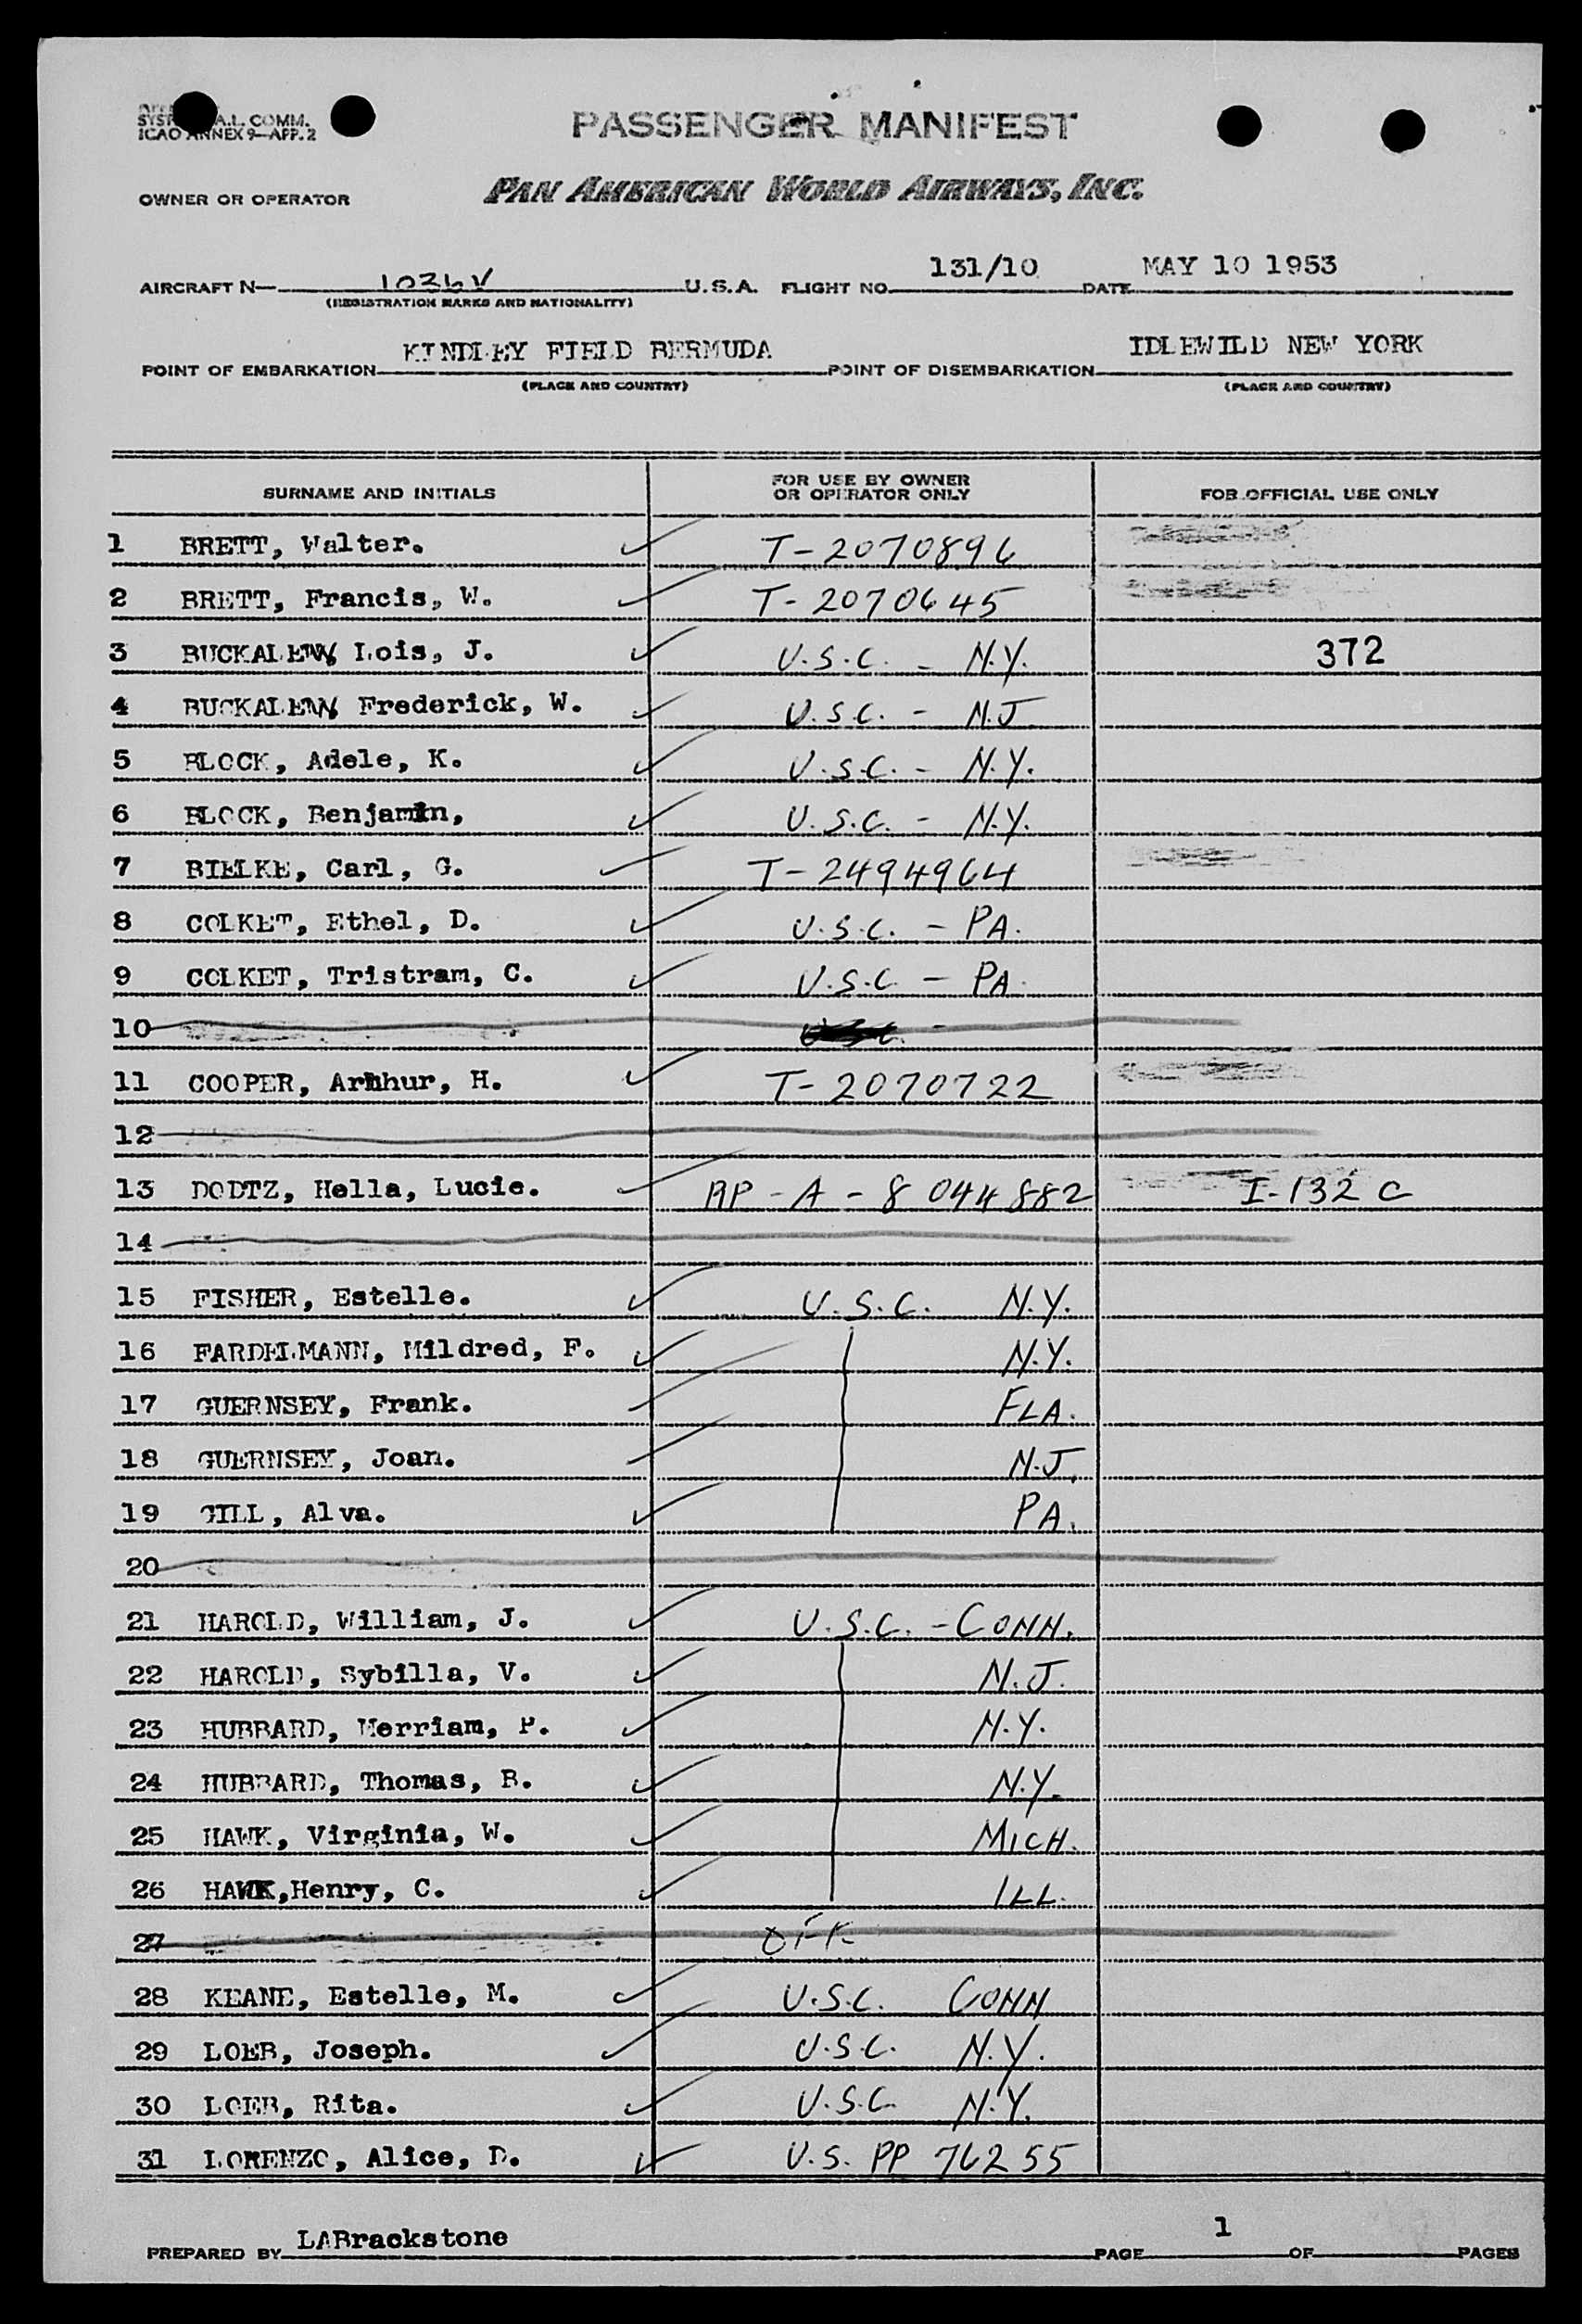 A.L. COMM.
ICAO ANNEX 9—APP. 2
PASSENGER MANIFEST
OWNER OR OPERATOR PAN AMERICAN WORLD AIRWAYS, INC.
AIRCRAFT N— 1036V U.S.A. FLIGHT NO. 131/10 DATE MAY 10 1953
(REGISTRATION MARKS AND NATIONALITY)
POINT OF EMBARKATION KINDLEY FIELD BERMUDA POINT OF DISEMBARKATION IDLEWILD NEW YORK
(PLACE AND COUNTRY) (PLACE AND COUNTRY)
SURNAME AND INITIALS FOR USE BY OWNER OR OPERATOR ONLY FOR OFFICIAL USE ONLY
1 BRETT, Walter. T-2070896
2 BRETT, Francis, W. T-2070645
3 BUCKALEW, Lois, J. U.S.C. - N.Y. 372
4 BUCKALEW, Frederick, W. U.S.C. - N.J.
5 BLOCK, Adele, K. U.S.C. - N.Y.
6 BLOCK, Benjamin, U.S.C. - N.Y.
7 BIELKE, Carl, G. T-2494964
8 COLKET, Ethel, D. U.S.C. - PA.
9 COLKET, Tristram, C. U.S.C - PA.
10
11 COOPER, Arthur, H. T-2070722
12
13 DODTZ, Hella, Lucie. RP-A-8 044 882 I-132 C
14
15 FISHER, Estelle. U.S.C. N.Y.
16 FARDELMANN, Mildred, F. N.Y.
17 GUERNSEY, Frank. FLA.
18 GUERNSEY, Joan. N.J.
19 GILL, Alva. PA.
20
21 HAROLD, William, J. U.S.C. - CONN.
22 HAROLD, Sybilla, V. N.J.
23 HUBBARD, Merriam, P. N.Y.
24 HUBBARD, Thomas, B. N.Y.
25 HAWK, Virginia, W. MICH.
26 HAWK,Henry, C. ILL.
27 OFF
28 KEANE, Estelle, M. U.S.C. CONN
29 LOEB, Joseph. U.S.C. N.Y.
30 LOEB, Rita. U.S.C. N.Y.
31 LORENZO, Alice, D. U.S. PP 76255
PREPARED BY LABrackstone PAGE 1 OF PAGES